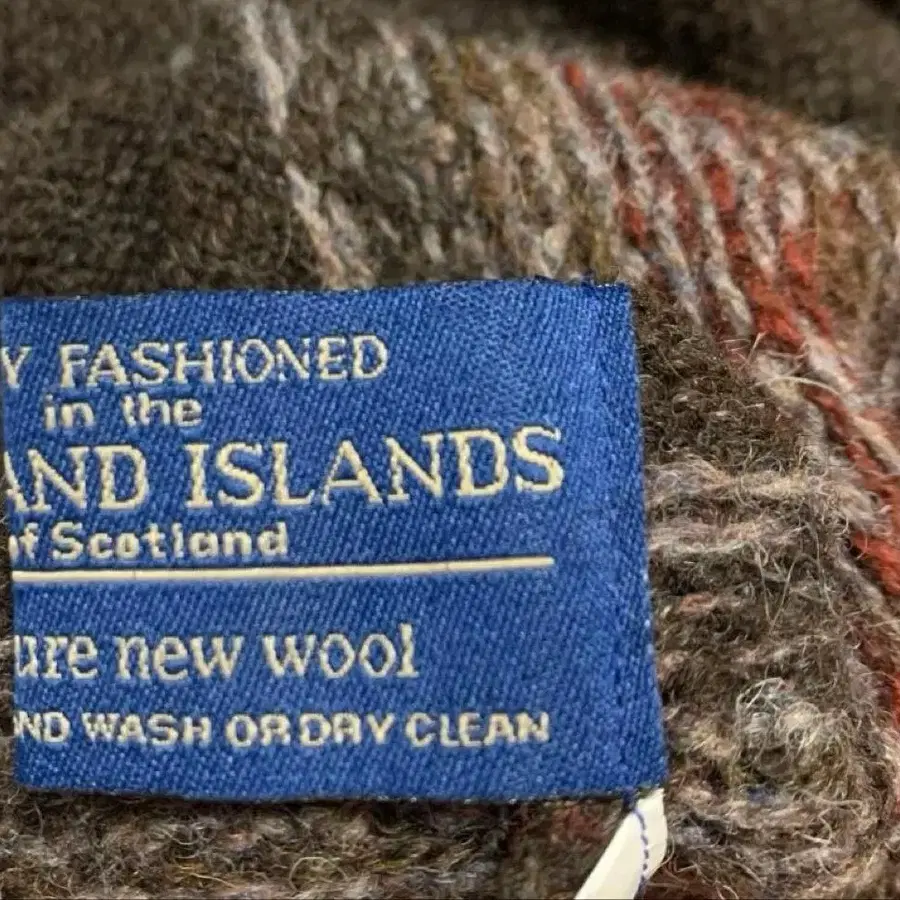 Y FASHIONED
in the
AND ISLANDS
of Scotland
ure new wool
ND WASH OR DRY CLEAN